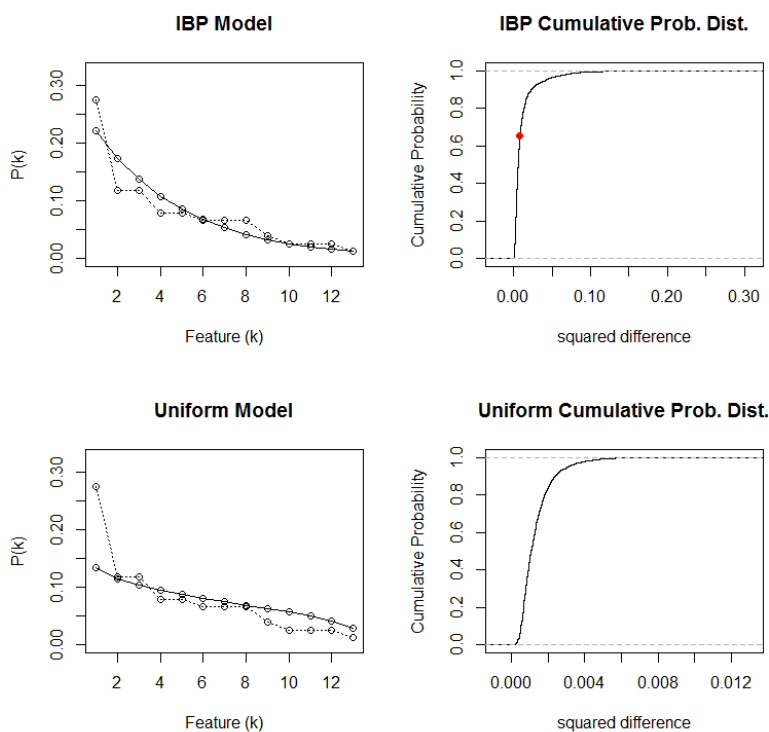 IBP Model
P(k)
0.00 0.10 0.20 0.30
2 4 6 8 10 12
Feature (k)
IBP Cumulative Prob. Dist.
Cumulative Probability
0.0 0.2 0.4 0.6 0.8 1.0
0.00 0.10 0.20 0.30
squared difference
Uniform Model
P(k)
0.00 0.10 0.20 0.30
2 4 6 8 10 12
Feature (k)
Uniform Cumulative Prob. Dist.
Cumulative Probability
0.0 0.2 0.4 0.6 0.8 1.0
0.000 0.004 0.008 0.012
squared difference